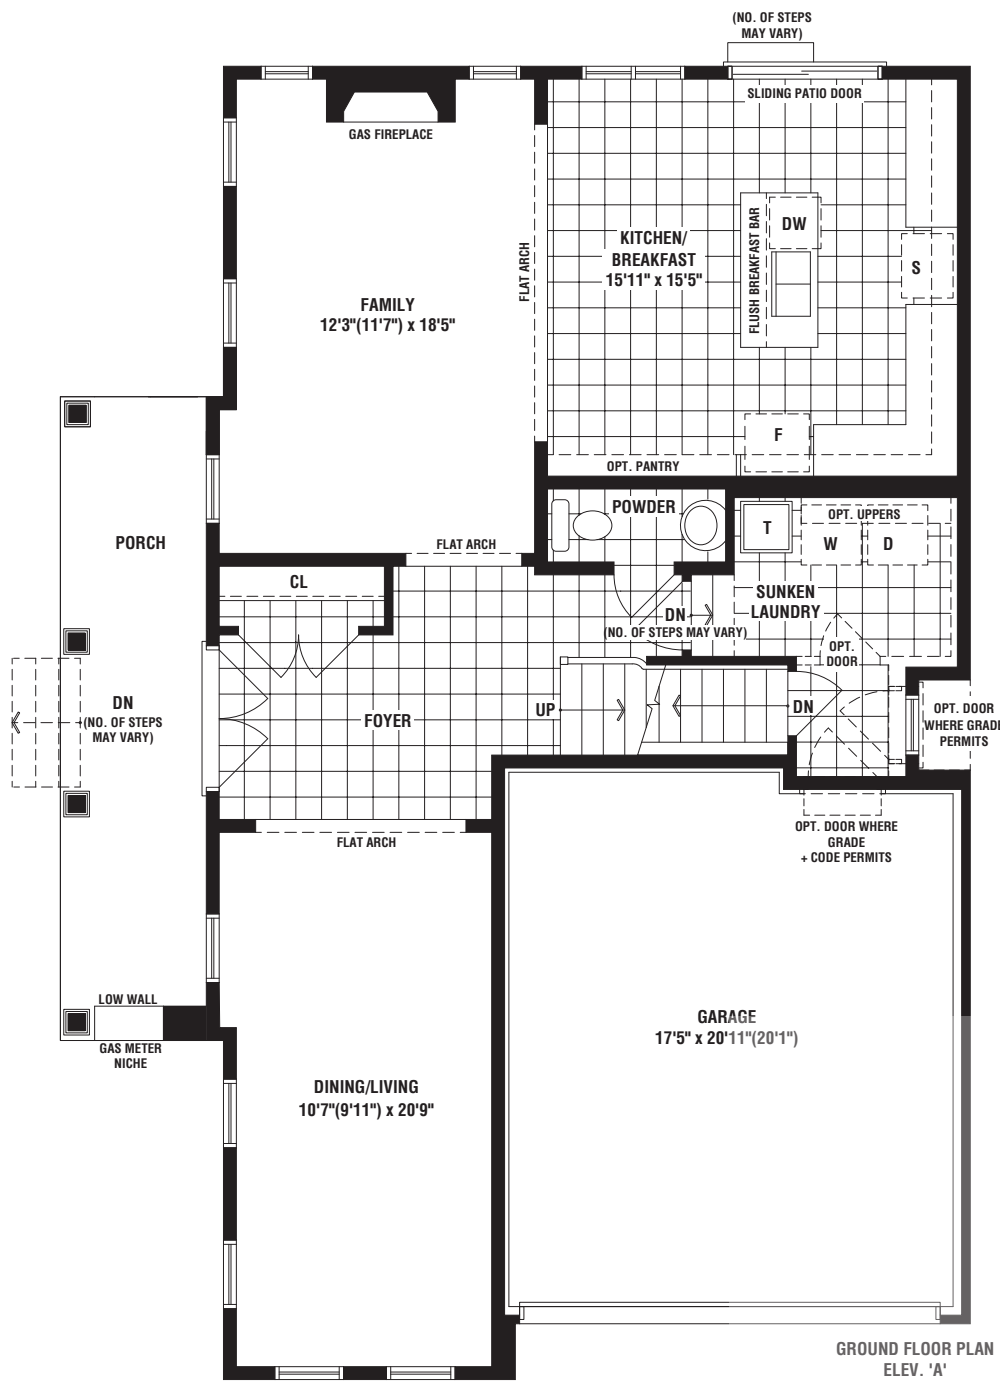 (NO. OF STEPS
MAY VARY)
SLIDING PATIO DOOR
GAS FIREPLACE
FLUSH BREAKFAST BAR
DW
KITCHEN/
BREAKFAST
15'11" x 15'5"
FLAT ARCH
S
FAMILY
12'3"(11'7") x 18'5"
F
OPT. PANTRY
POWDER
OPT. UPPERS
T
W
D
PORCH
FLAT ARCH
CL
SUNKEN
LAUNDRY
DN
(NO. OF STEPS MAY VARY)
OPT.
DOOR
DN
(NO. OF STEPS
MAY VARY)
FOYER
UP
DN
OPT. DOOR
WHERE GRADE
PERMITS
OPT. DOOR WHERE
GRADE
+ CODE PERMITS
FLAT ARCH
LOW WALL
GAS METER
NICHE
GARAGE
17'5" x 20'11"(20'1")
DINING/LIVING
10'7"(9'11") x 20'9"
GROUND FLOOR PLAN
ELEV. 'A'